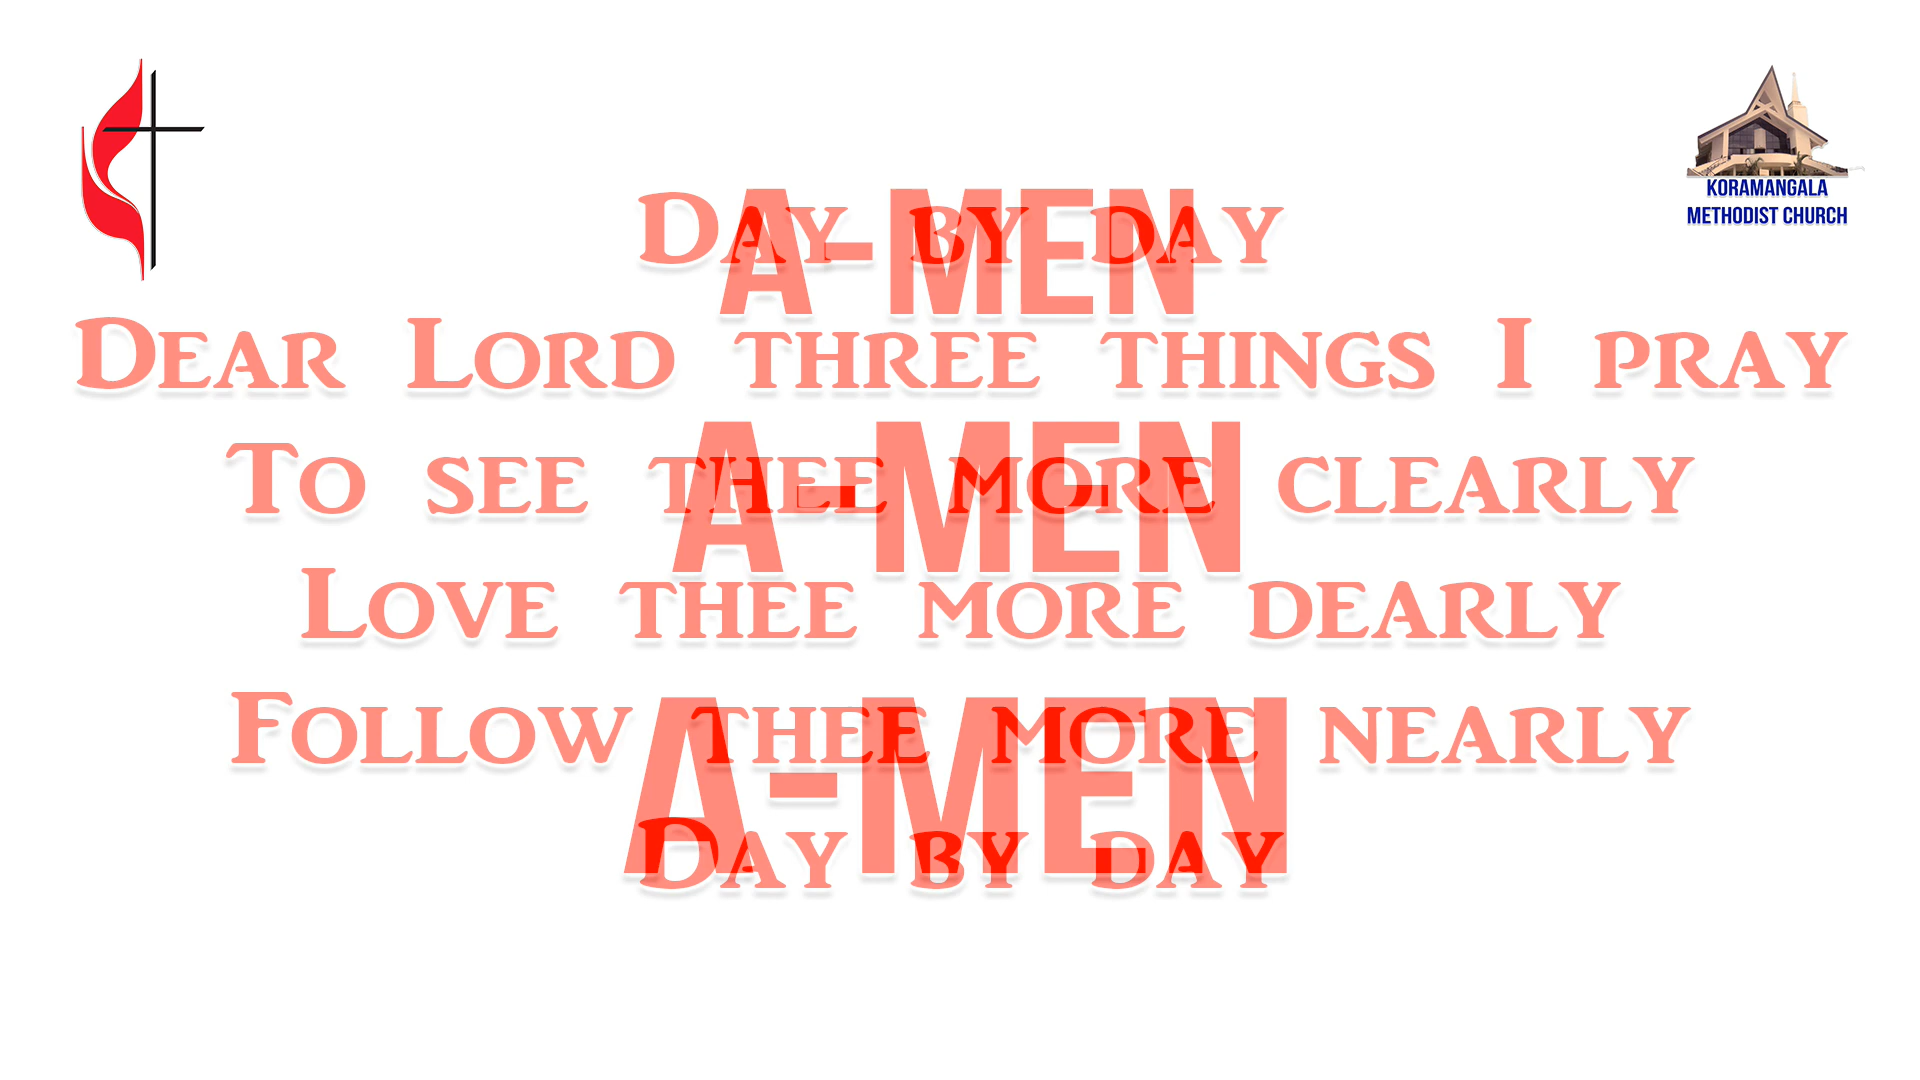 KORAMANGALA
METHODIST CHURCH
Day by day
A-MEN
Dear Lord three things I pray
To see thee more clearly
A-MEN
Love thee more dearly
Follow thee more nearly
A-MEN
Day by day